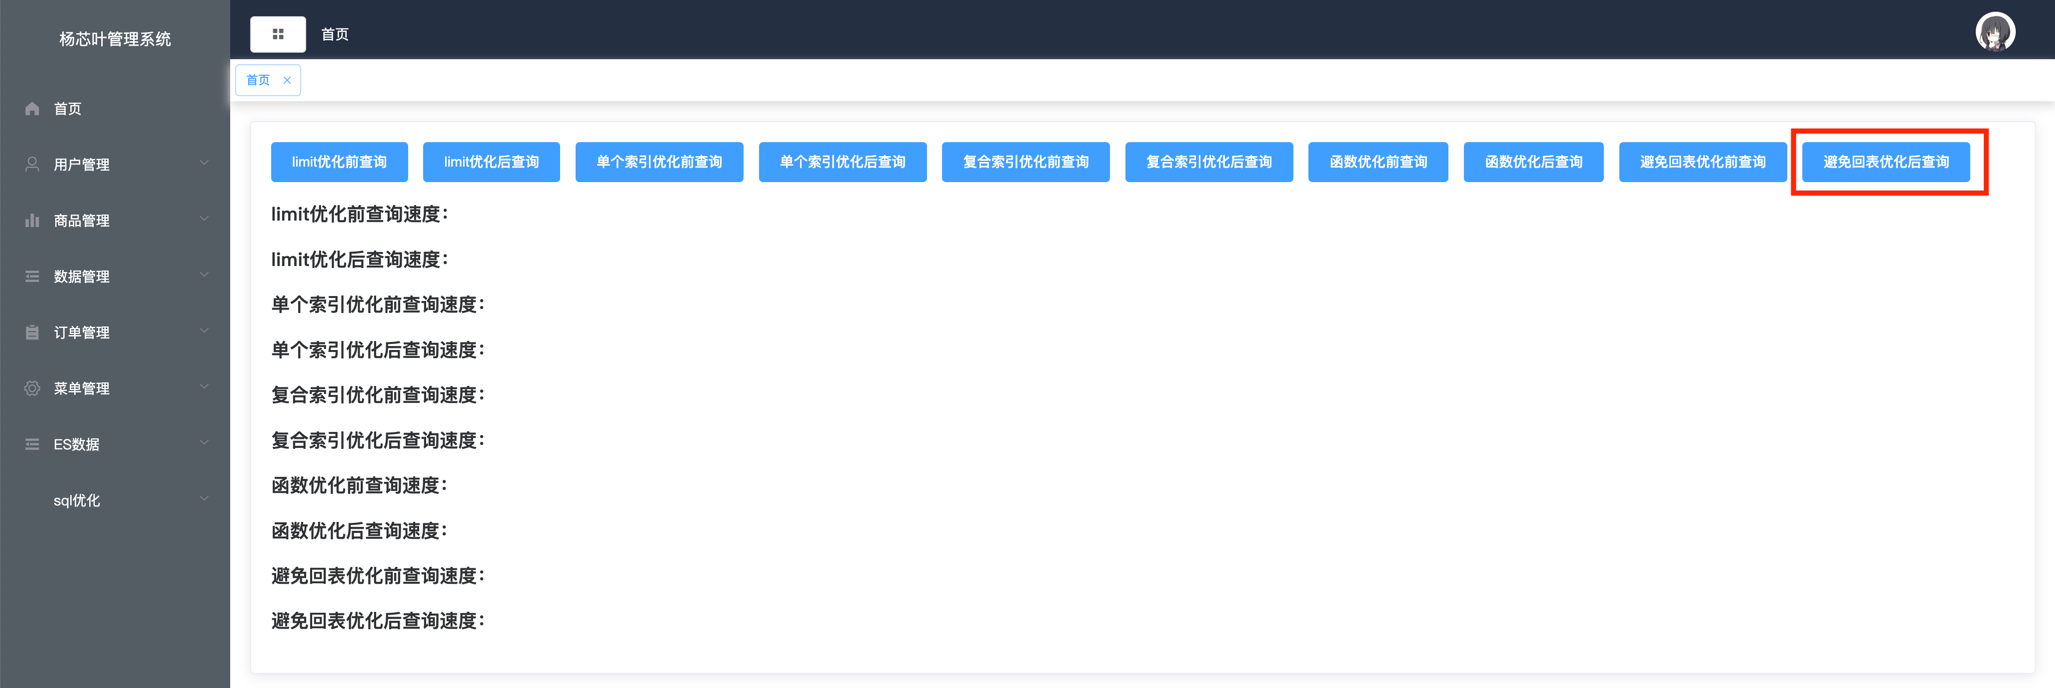 杨芯叶管理系统
首页
用户管理
商品管理
数据管理
订单管理
菜单管理
ES数据
sql优化
首页
首页
limit优化前查询 limit优化后查询 单个索引优化前查询 单个索引优化后查询 复合索引优化前查询 复合索引优化后查询 函数优化前查询 函数优化后查询 避免回表优化前查询 避免回表优化后查询
limit优化前查询速度：
limit优化后查询速度：
单个索引优化前查询速度：
单个索引优化后查询速度：
复合索引优化前查询速度：
复合索引优化后查询速度：
函数优化前查询速度：
函数优化后查询速度：
避免回表优化前查询速度：
避免回表优化后查询速度：